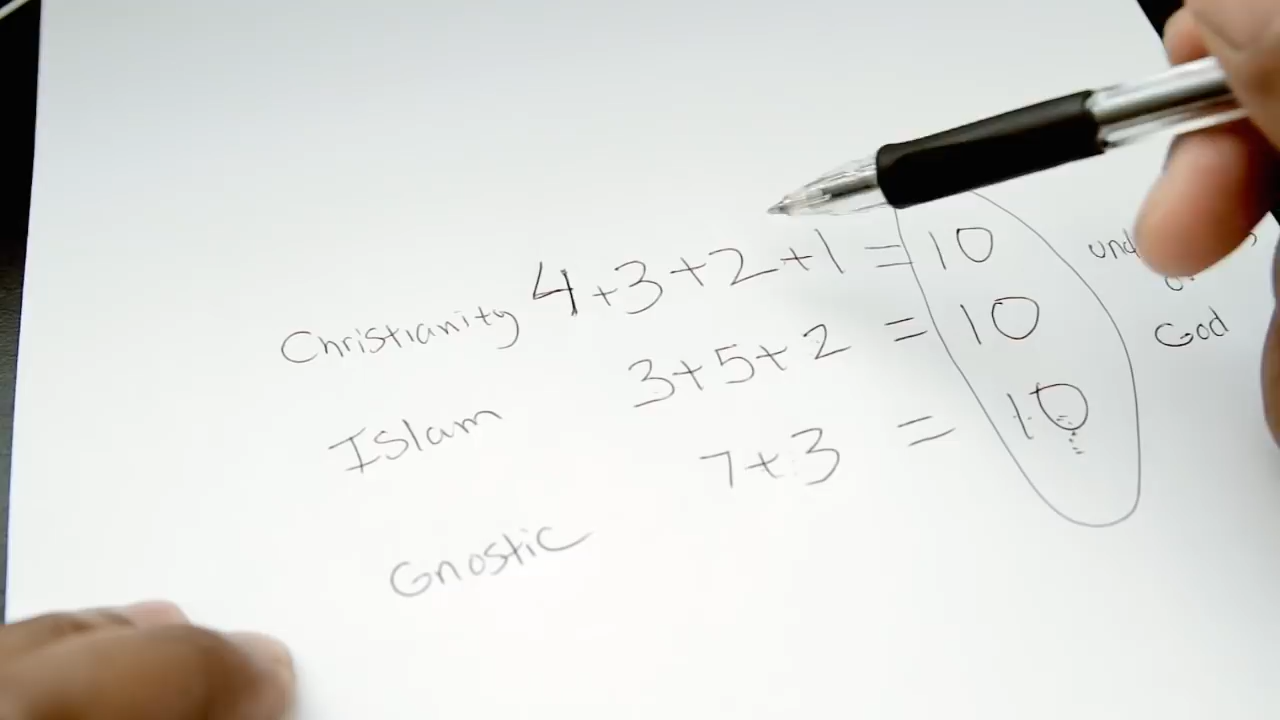 Christianity 4+3+2+1 = 10
Islam 3+5+2 = 10
Gnostic 7+3 = 10
God